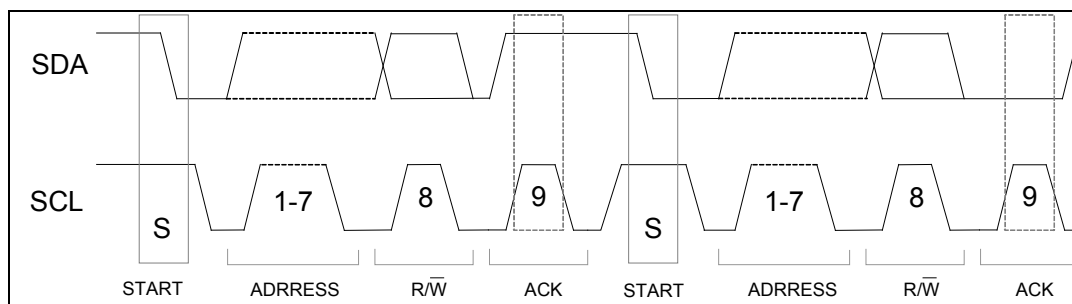 SDA
SCL
S 1-7 8 9 S 1-7 8 9
START ADRRESS R/W̅ ACK START ADRRESS R/W̅ ACK